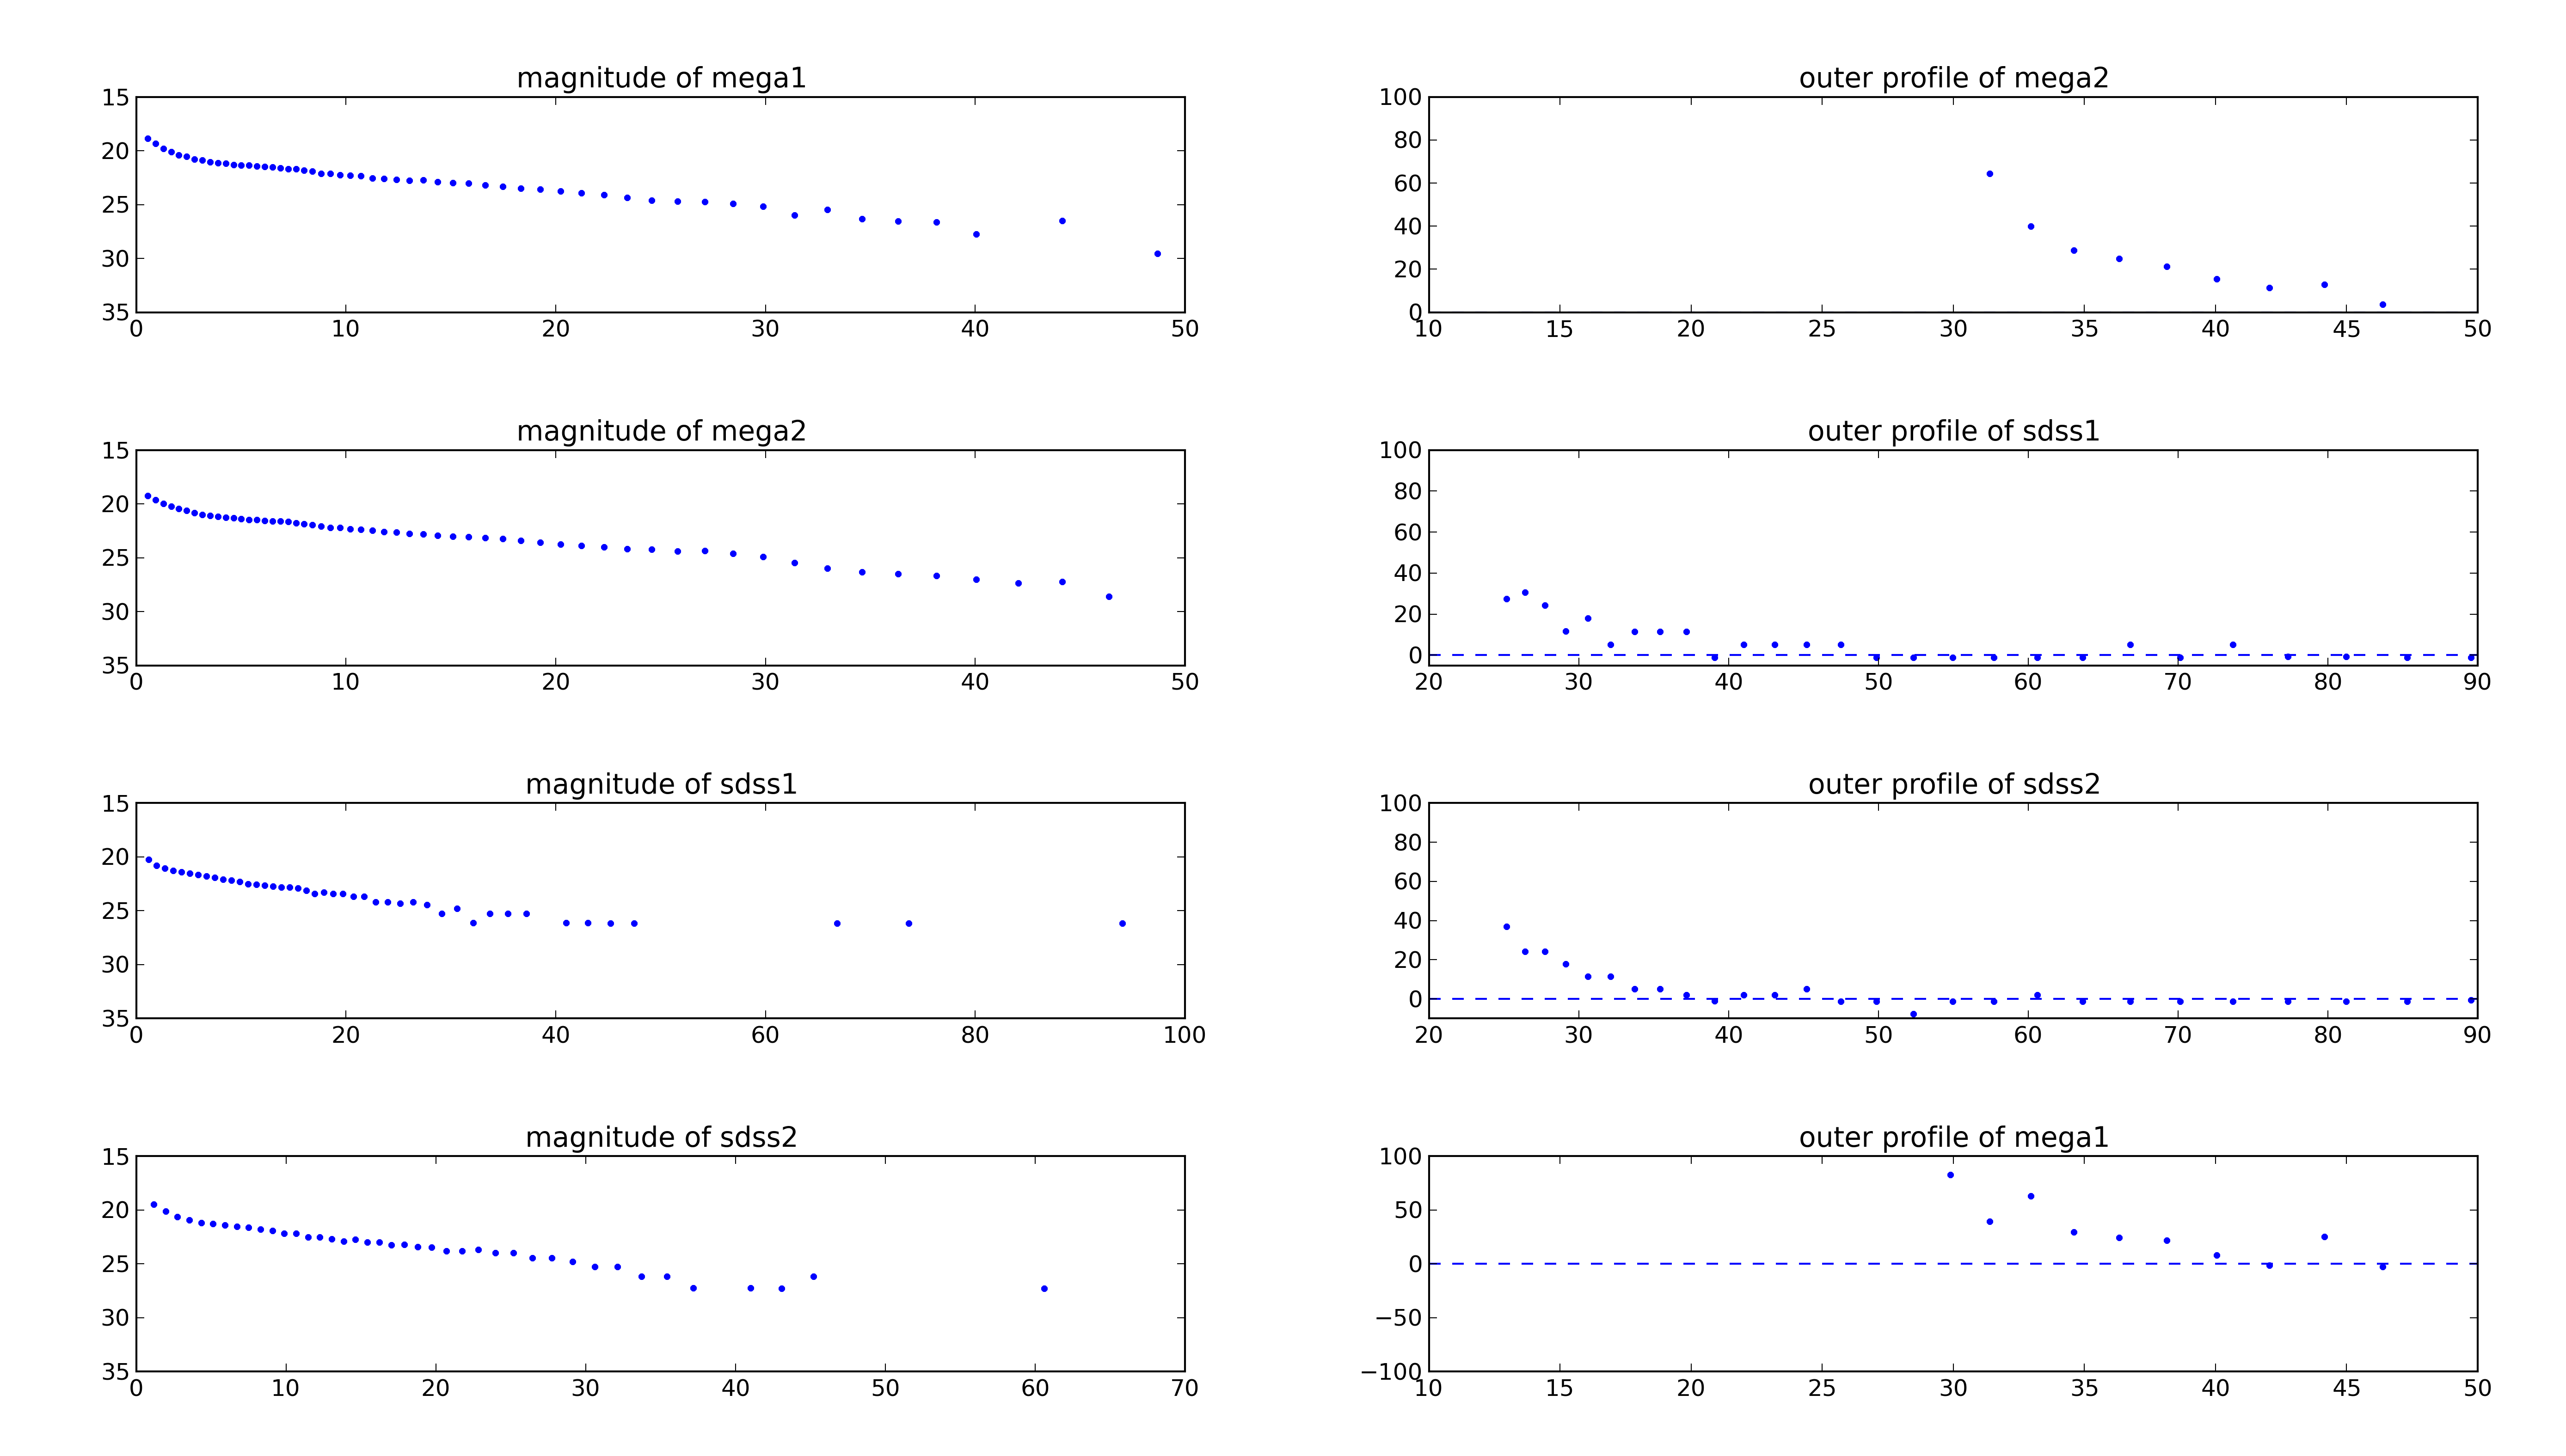 magnitude of mega1
15
20
25
30
35
0 10 20 30 40 50
outer profile of mega2
100
80
60
40
20
0
10 15 20 25 30 35 40 45 50
magnitude of mega2
15
20
25
30
35
0 10 20 30 40 50
outer profile of sdss1
100
80
60
40
20
0
20 30 40 50 60 70 80 90
magnitude of sdss1
15
20
25
30
35
0 20 40 60 80 100
outer profile of sdss2
100
80
60
40
20
0
20 30 40 50 60 70 80 90
magnitude of sdss2
15
20
25
30
35
0 10 20 30 40 50 60 70
outer profile of mega1
100
50
0
−50
−100
10 15 20 25 30 35 40 45 50